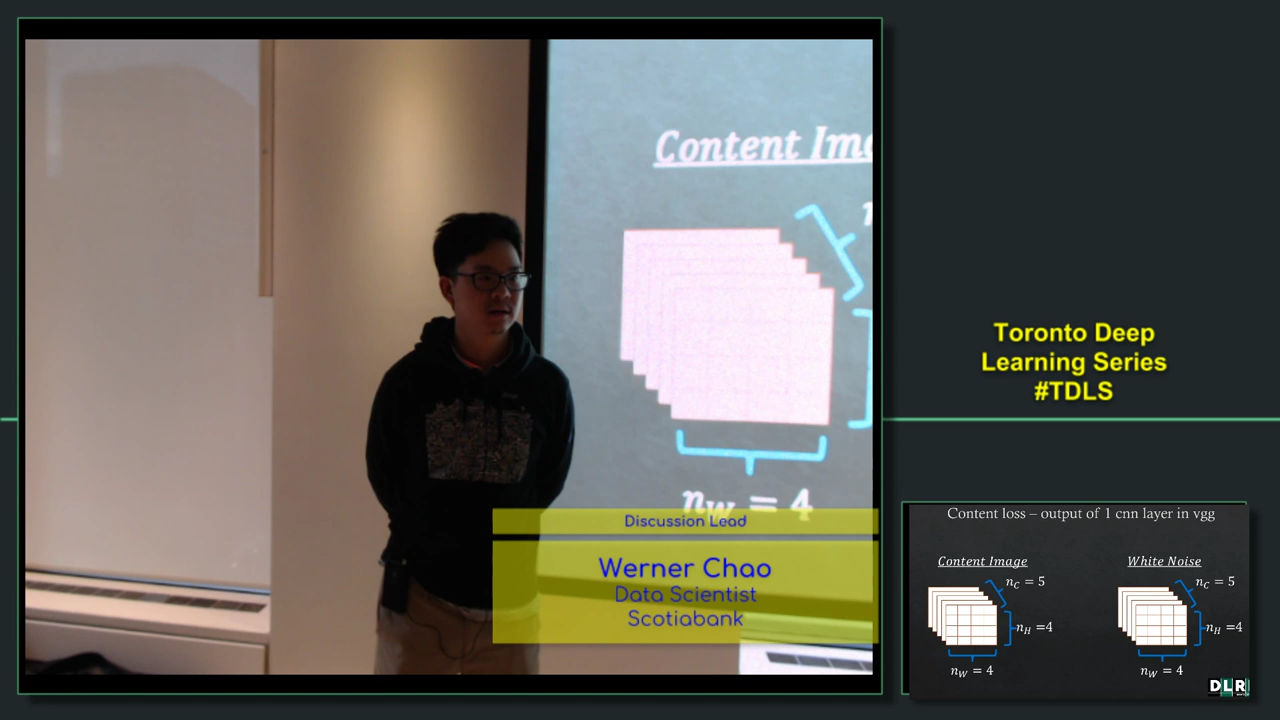 Content Im
n
n_W = 4
Discussion Lead
Werner Chao
Data Scientist
Scotiabank
Toronto Deep
Learning Series
#TDLS
Content loss – output of 1 cnn layer in vgg
Content Image
White Noise
n_C = 5
n_C = 5
n_H =4
n_H =4
n_W = 4
n_W = 4
DLR